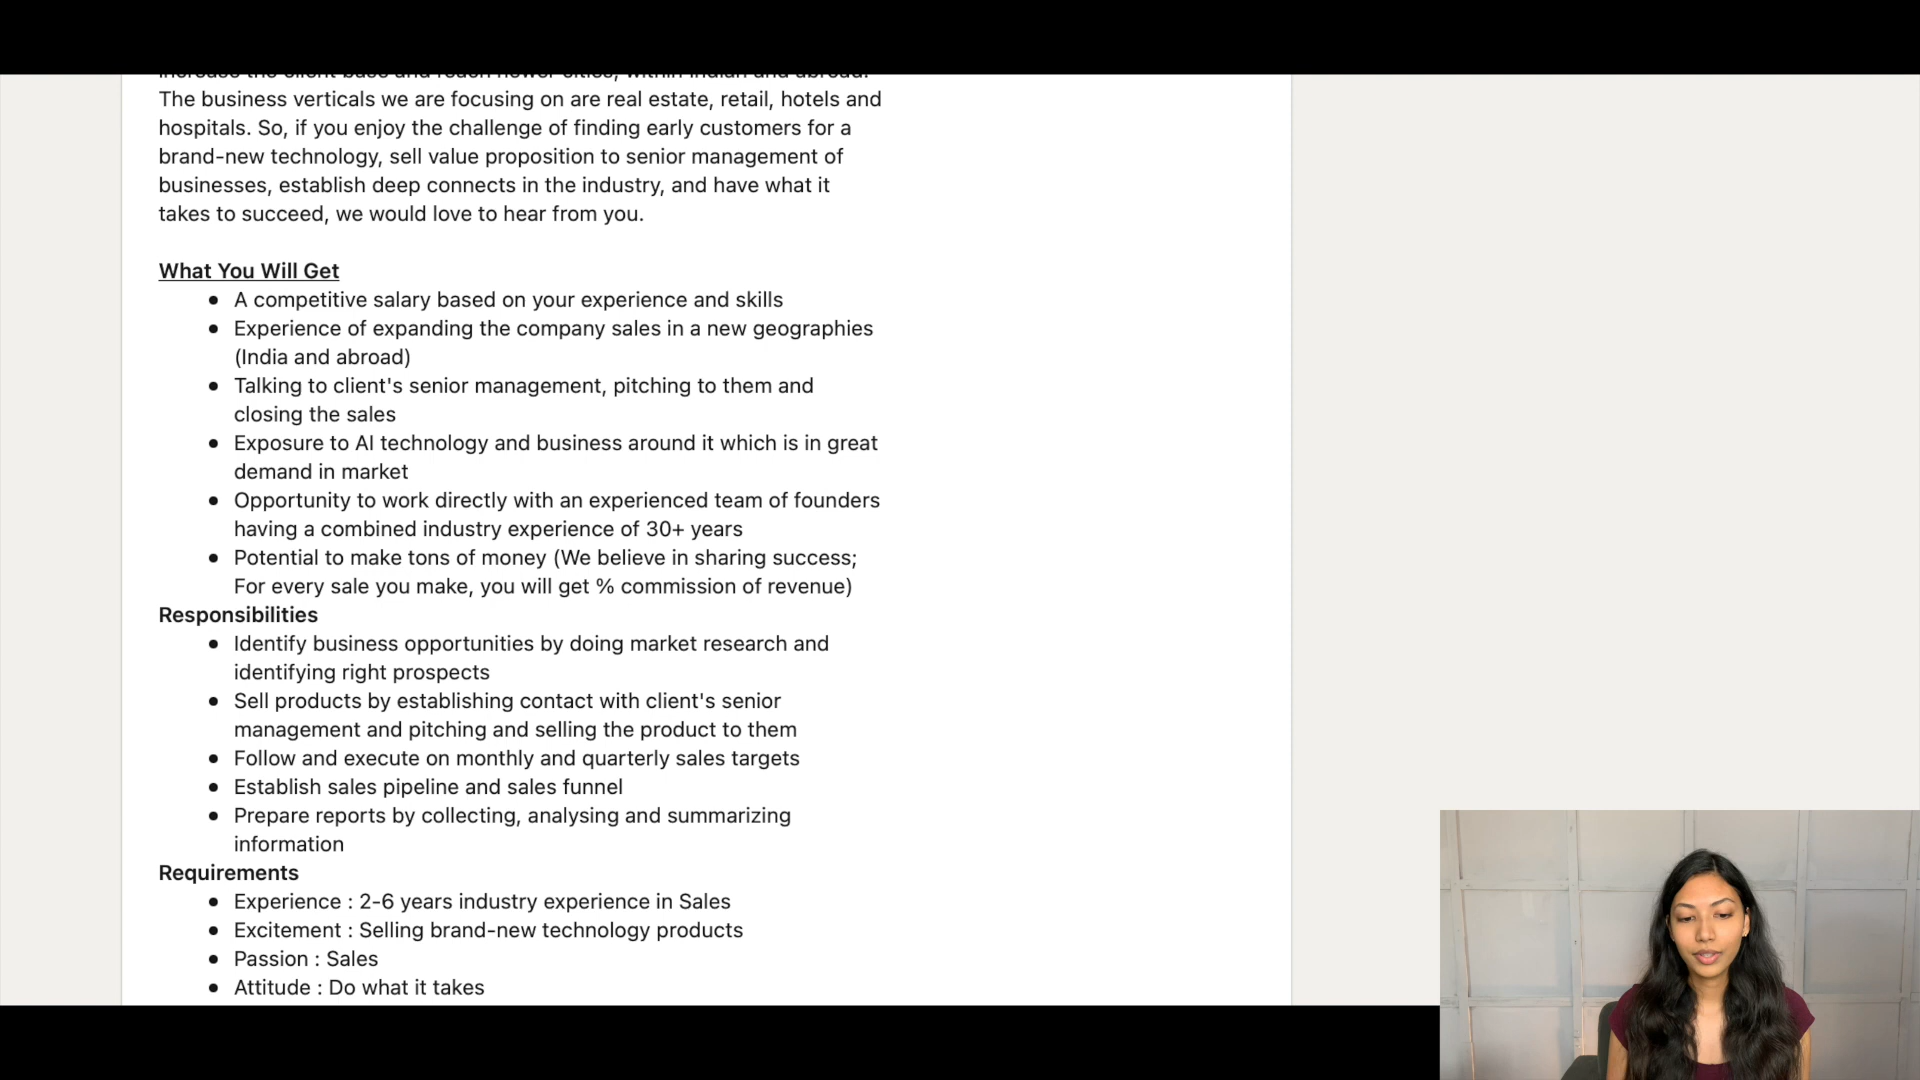 The business verticals we are focusing on are real estate, retail, hotels and
hospitals. So, if you enjoy the challenge of finding early customers for a
brand-new technology, sell value proposition to senior management of
businesses, establish deep connects in the industry, and have what it
takes to succeed, we would love to hear from you.
What You Will Get
● A competitive salary based on your experience and skills
● Experience of expanding the company sales in a new geographies
(India and abroad)
● Talking to client's senior management, pitching to them and
closing the sales
● Exposure to AI technology and business around it which is in great
demand in market
● Opportunity to work directly with an experienced team of founders
having a combined industry experience of 30+ years
● Potential to make tons of money (We believe in sharing success;
For every sale you make, you will get % commission of revenue)
Responsibilities
● Identify business opportunities by doing market research and
identifying right prospects
● Sell products by establishing contact with client's senior
management and pitching and selling the product to them
● Follow and execute on monthly and quarterly sales targets
● Establish sales pipeline and sales funnel
● Prepare reports by collecting, analysing and summarizing
information
Requirements
● Experience : 2-6 years industry experience in Sales
● Excitement : Selling brand-new technology products
● Passion : Sales
● Attitude : Do what it takes